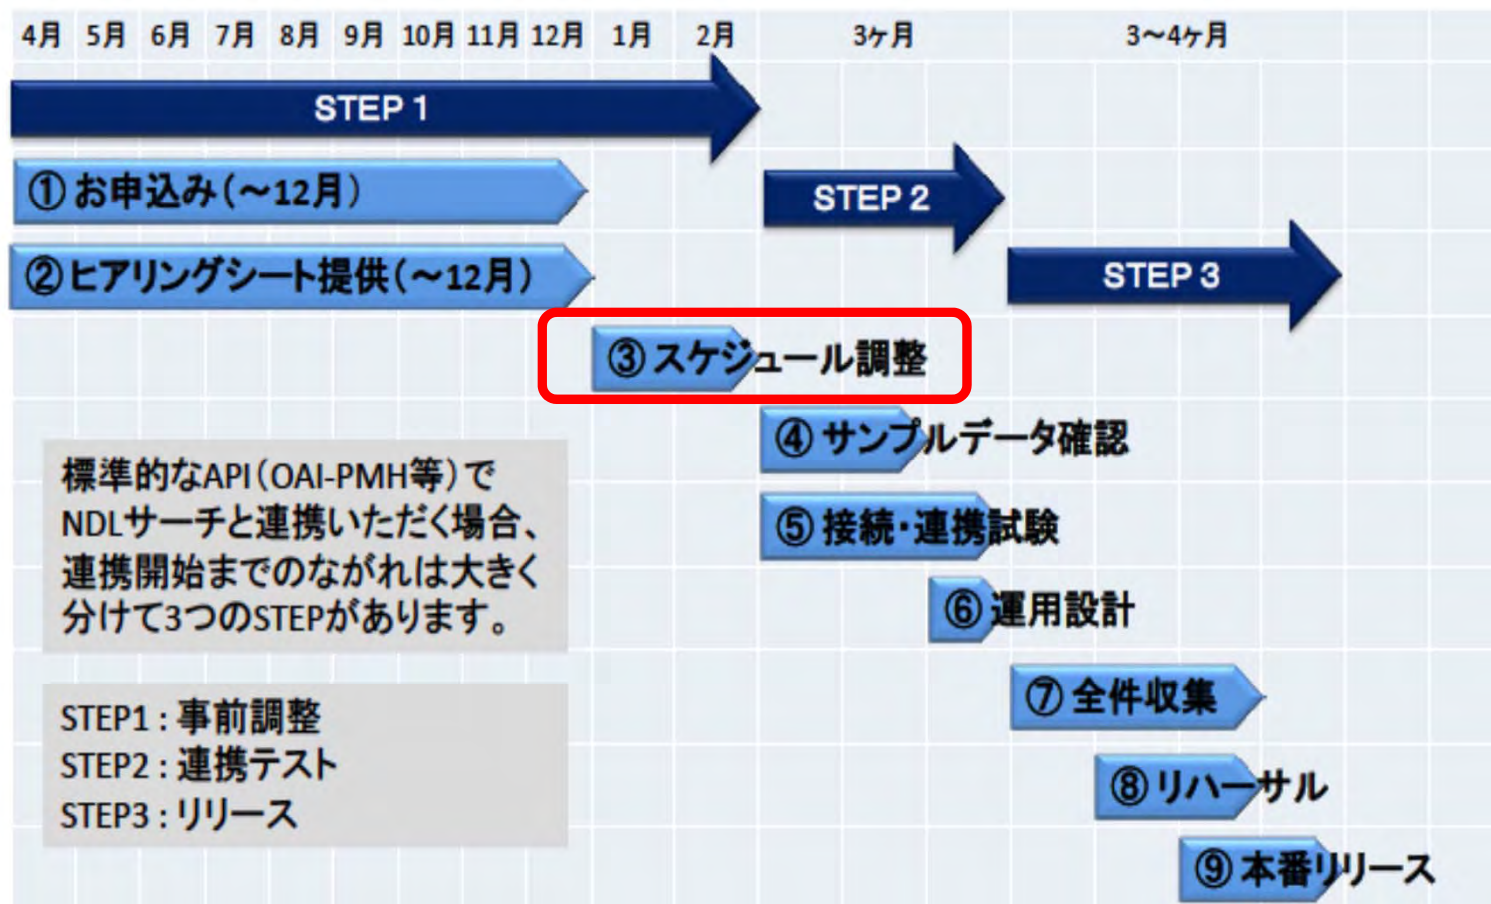 4月 5月 6月 7月 8月 9月 10月 11月 12月 1月 2月 3ケ月 3～4ケ月
STEP 1
① お申込み（～12月）
STEP 2
② ヒアリングシート提供（～12月）
STEP 3
③ スケジュール調整
④ サンプルデータ確認
標準的なAPI（OAI-PMH等）で
NDLサーチと連携いただく場合、
連携開始までのながれは大きく
分けて3つのSTEPがあります。
⑤ 接続・連携試験
⑥ 運用設計
STEP1：事前調整
STEP2：連携テスト
STEP3：リリース
⑦ 全件収集
⑧ リハーサル
⑨ 本番リリース